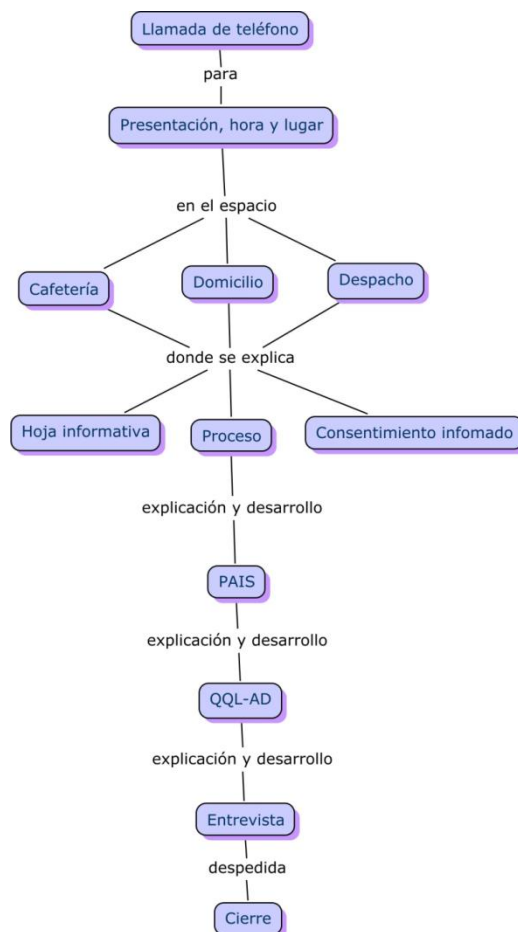 Llamada de teléfono
para
Presentación, hora y lugar
en el espacio
Cafetería
Domicilio
Despacho
donde se explica
Hoja informativa
Proceso
Consentimiento infomado
explicación y desarrollo
PAIS
explicación y desarrollo
QQL-AD
explicación y desarrollo
Entrevista
despedida
Cierre